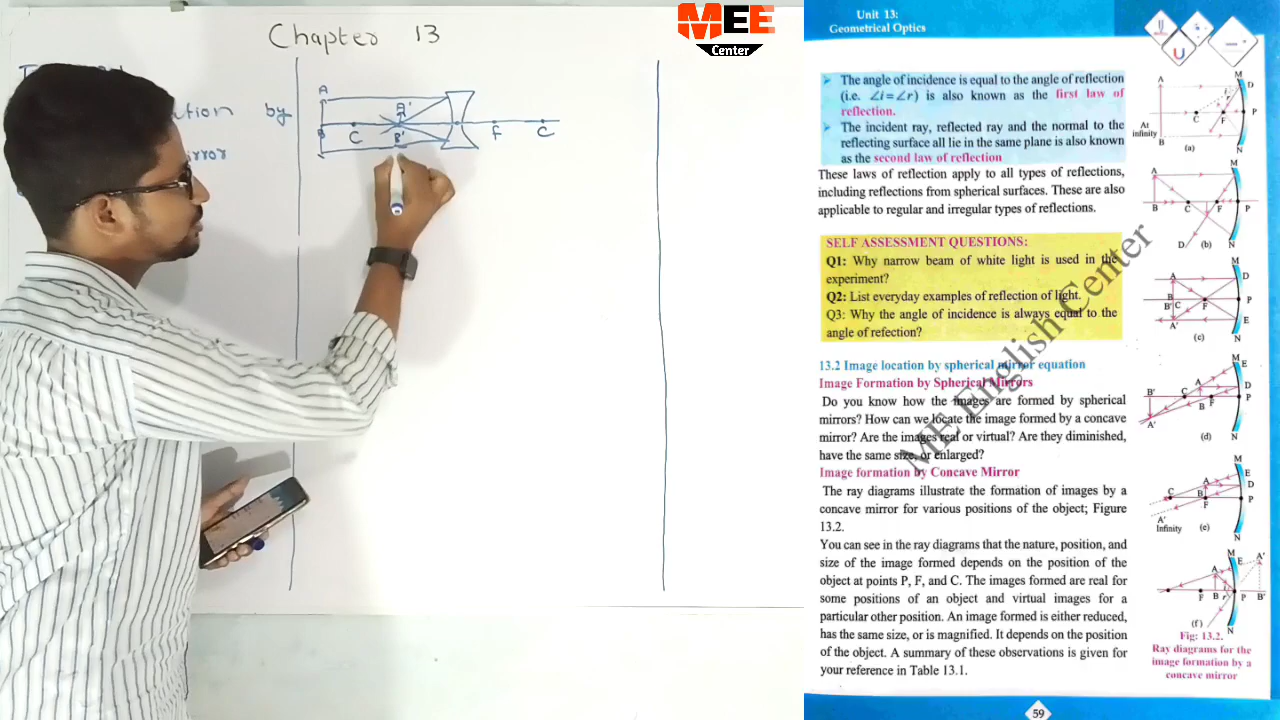 Chapter 13
ation by
rror
A
A'
B
C
B'
F
C
MEE
Center
Unit 13:
Geometrical Optics
The angle of incidence is equal to the angle of reflection
(i.e. ∠i=∠r) is also known as the first law of
reflection.
The incident ray, reflected ray and the normal to the
reflecting surface all lie in the same plane is also known
as the second law of reflection
These laws of reflection apply to all types of reflections,
including reflections from spherical surfaces. These are also
applicable to regular and irregular types of reflections.
SELF ASSESSMENT QUESTIONS:
Q1: Why narrow beam of white light is used in the
experiment?
Q2: List everyday examples of reflection of light.
Q3: Why the angle of incidence is always equal to the
angle of refection?
13.2 Image location by spherical mirror equation
Image Formation by Spherical Mirrors
Do you know how the images are formed by spherical
mirrors? How can we locate the image formed by a concave
mirror? Are the images real or virtual? Are they diminished,
have the same size, or enlarged?
Image formation by Concave Mirror
The ray diagrams illustrate the formation of images by a
concave mirror for various positions of the object; Figure
13.2.
You can see in the ray diagrams that the nature, position, and
size of the image formed depends on the position of the
object at points P, F, and C. The images formed are real for
some positions of an object and virtual images for a
particular other position. An image formed is either reduced,
has the same size, or is magnified. It depends on the position
of the object. A summary of these observations is given for
your reference in Table 13.1.
ME English Center
A M D
i
r
C F P
At
infinity
B N
(a)
A M
B C F P
D (b) N
M
A D
B B' C F P
A' E
(c) N
M E
A D
B' C B F P
A'
(d) N
M
A E
D
C B F P
A'
Infinity (e)
N
M E A'
A
F B r P B'
(f) N
Fig: 13.2.
Ray diagrams for the
image formation by a
concave mirror
59